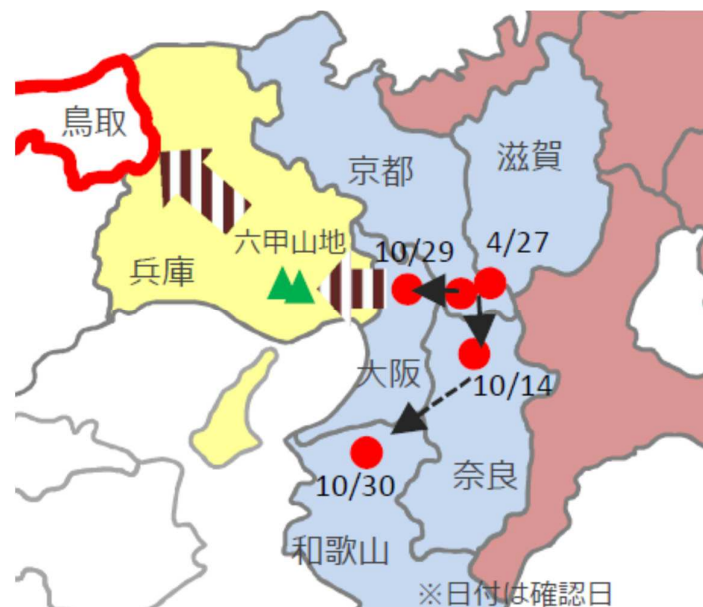 鳥取
京都
滋賀
六甲山地
10/29
4/27
兵庫
大阪
10/14
10/30
奈良
和歌山
※日付は確認日